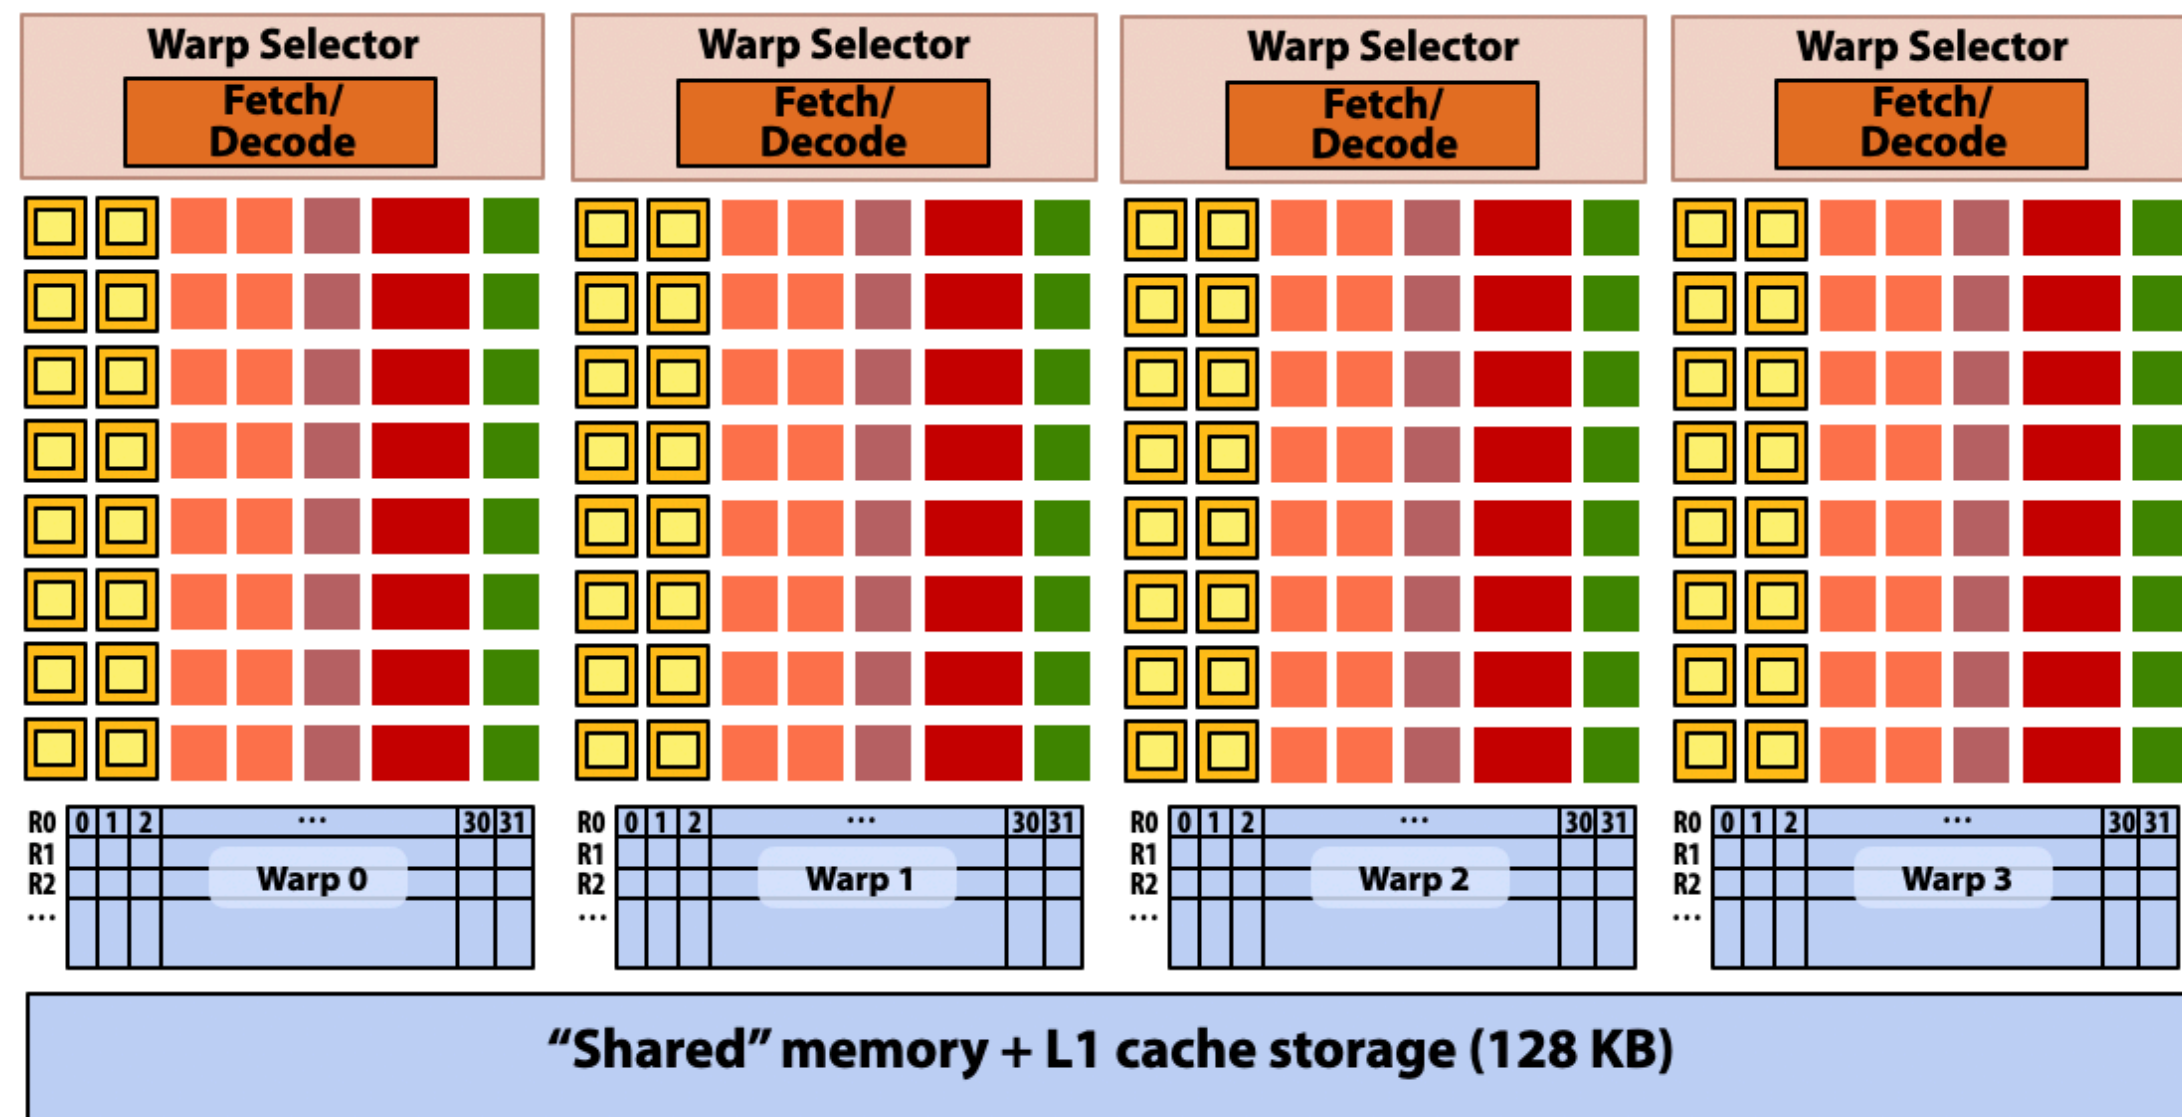 Warp Selector
Fetch/
Decode
Warp Selector
Fetch/
Decode
Warp Selector
Fetch/
Decode
Warp Selector
Fetch/
Decode
R0 0 1 2 ... 30 31
R1
R2
...
Warp 0
R0 0 1 2 ... 30 31
R1
R2
...
Warp 1
R0 0 1 2 ... 30 31
R1
R2
...
Warp 2
R0 0 1 2 ... 30 31
R1
R2
...
Warp 3
“Shared” memory + L1 cache storage (128 KB)